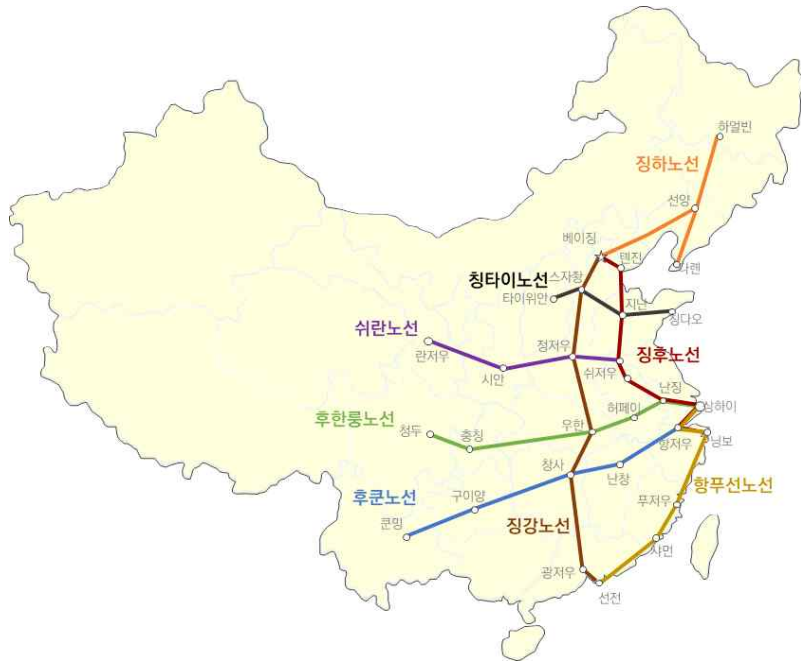 하얼빈
징하노선
선양
베이징
톈진
다롄
스자좡
칭타이노선
타이위안
지난
칭다오
쉬란노선
정저우
징후노선
란저우
시안
쉬저우
난징
상하이
허페이
후한룽노선
우한
청두
충칭
항저우
닝보
창사
난창
후쿤노선
구이양
항푸선노선
푸저우
쿤밍
징강노선
샤먼
광저우
선전